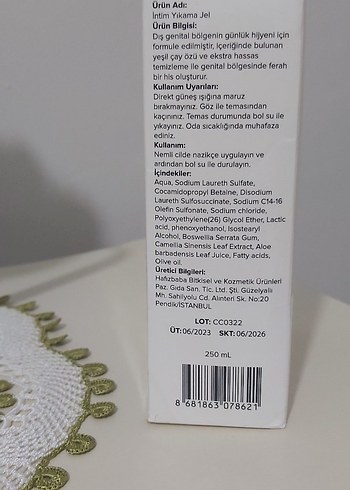 Ürün Adı:
İntim Yıkama Jel
Ürün Bilgisi:
Dış genital bölgenin günlük hijyeni için
formüle edilmiştir, içeriğinde bulunan
yeşil çay özü ve ekstra hassas
temizleme ile genital bölgesinde ferah
bir his oluşturur.
Kullanım Uyarıları:
Direkt güneş ışığına maruz
bırakmayınız. Göz ile temasından
kaçınınız. Temas durumunda bol su ile
yıkayınız. Oda sıcaklığında muhafaza
ediniz.
Kullanım:
Nemli cilde nazikçe uygulayın ve
ardından bol su ile durulayın.
İçindekiler:
Aqua, Sodium Laureth Sulfate,
Cocamidopropyl Betaine, Disodium
Laureth Sulfosuccinate, Sodium C14-16
Olefin Sulfonate, Sodium chloride,
Polyoxyethylene(26) Glycol Ether, Lactic
acid, phenoxyethanol, Isostearyl
Alcohol, Boswellia Serrata Gum,
Camellia Sinensis Leaf Extract, Aloe
barbadensis Leaf Juice, Fatty acids,
Olive oil.
Üretici Bilgileri:
Hafızbaba Bitkisel ve Kozmetik Ürünleri
Paz. Gıda San. Tic. Ltd. Şti. Güzelyalı
Mh. Sahilyolu Cd. Alınteri Sk. No:20
Pendik/İSTANBUL
LOT: CC0322
ÜT: 06/2023 SKT: 06/2026
250 mL
8 681863 078621